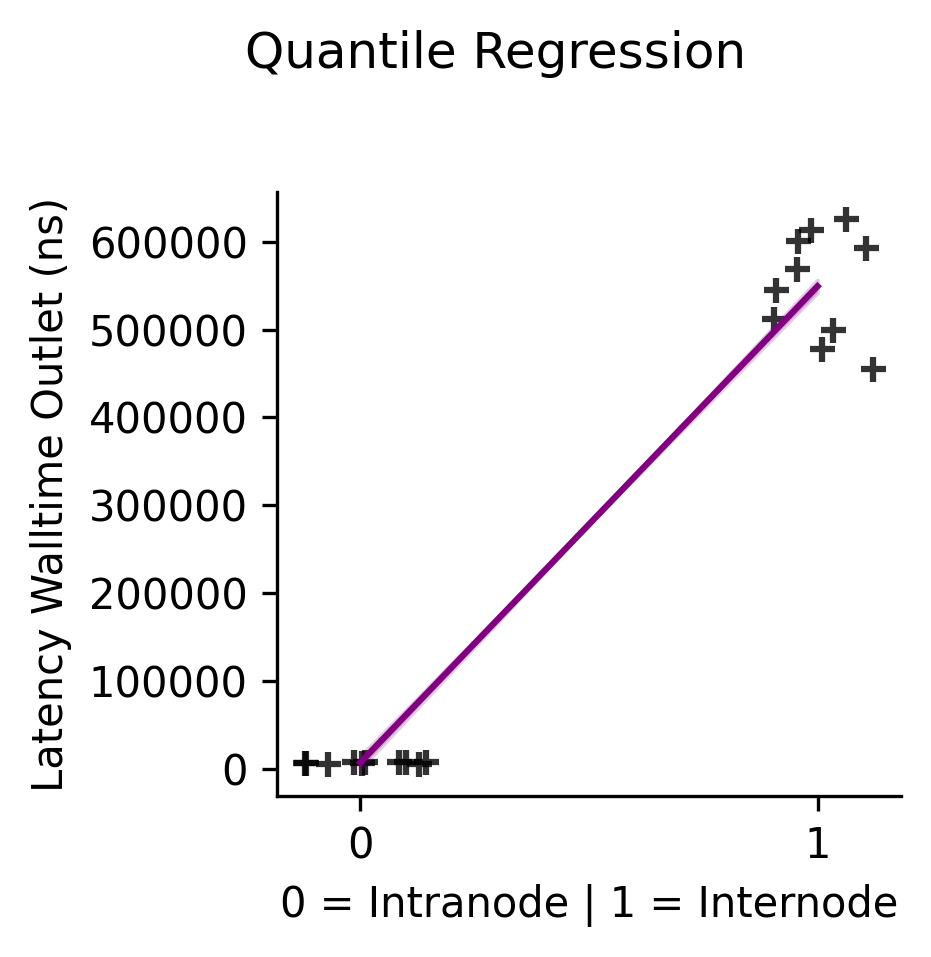 Quantile Regression
Latency Walltime Outlet (ns)
600000
500000
400000
300000
200000
100000
0
0 1
0 = Intranode | 1 = Internode